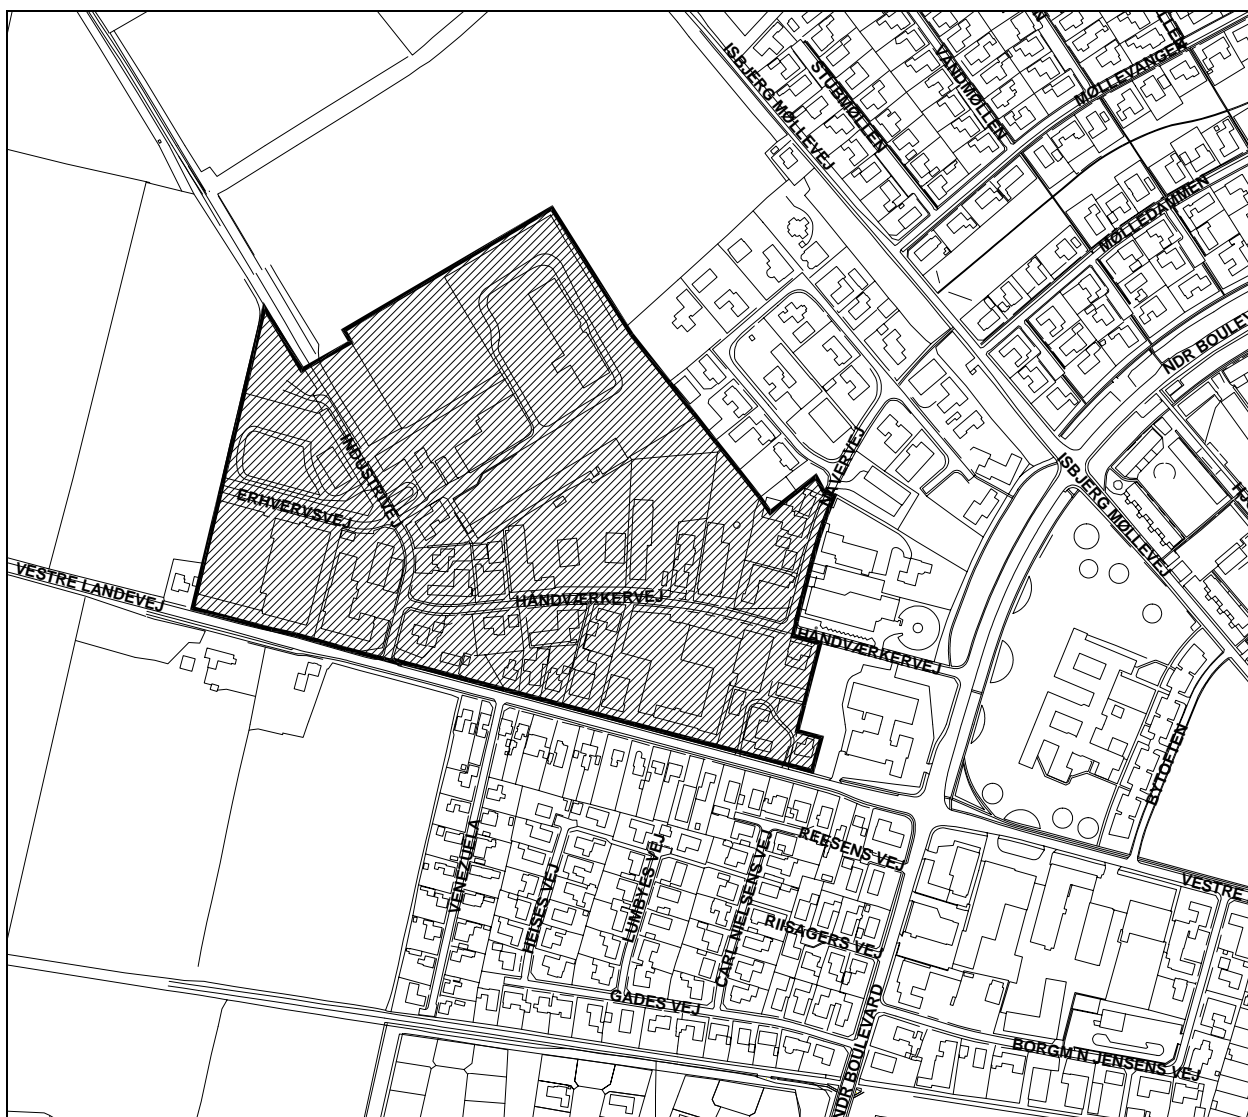 ISBJERG MØLLEVEJ
STUBMØLLEN
VANDMØLLEN
MØLLEVANGEN
MØLLEDAMMEN
NDR BOULEV
INDUSTRIVEJ
ERHVERVSVEJ
NAVERVEJ
ISBJERG MØLLEVEJ
VESTRE LANDEVEJ
HÅNDVÆRKERVEJ
HÅNDVÆRKERVEJ
BYTOFTEN
VENEZUELA
HEISES VEJ
LUMBYES VEJ
CARL NIELSENS VEJ
REESENS VEJ
VESTRE
RIISAGERS VEJ
GADES VEJ
NDR BOULEVARD
BORGM N JENSENS VEJ